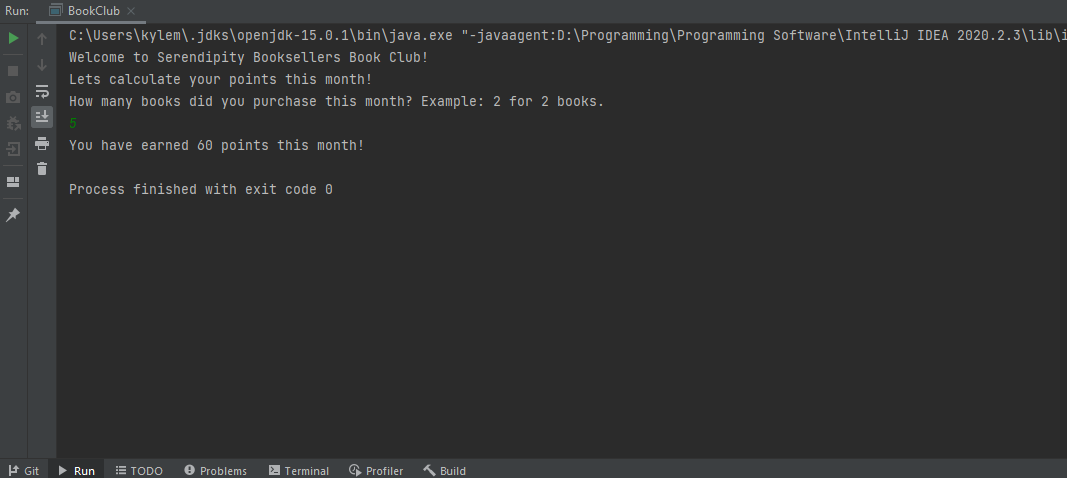 Run: BookClub
C:\Users\kylem\.jdks\openjdk-15.0.1\bin\java.exe "-javaagent:D:\Programming\Programming Software\IntelliJ IDEA 2020.2.3\lib\i
Welcome to Serendipity Booksellers Book Club!
Lets calculate your points this month!
How many books did you purchase this month? Example: 2 for 2 books.
5
You have earned 60 points this month!
Process finished with exit code 0
Git Run TODO Problems Terminal Profiler Build